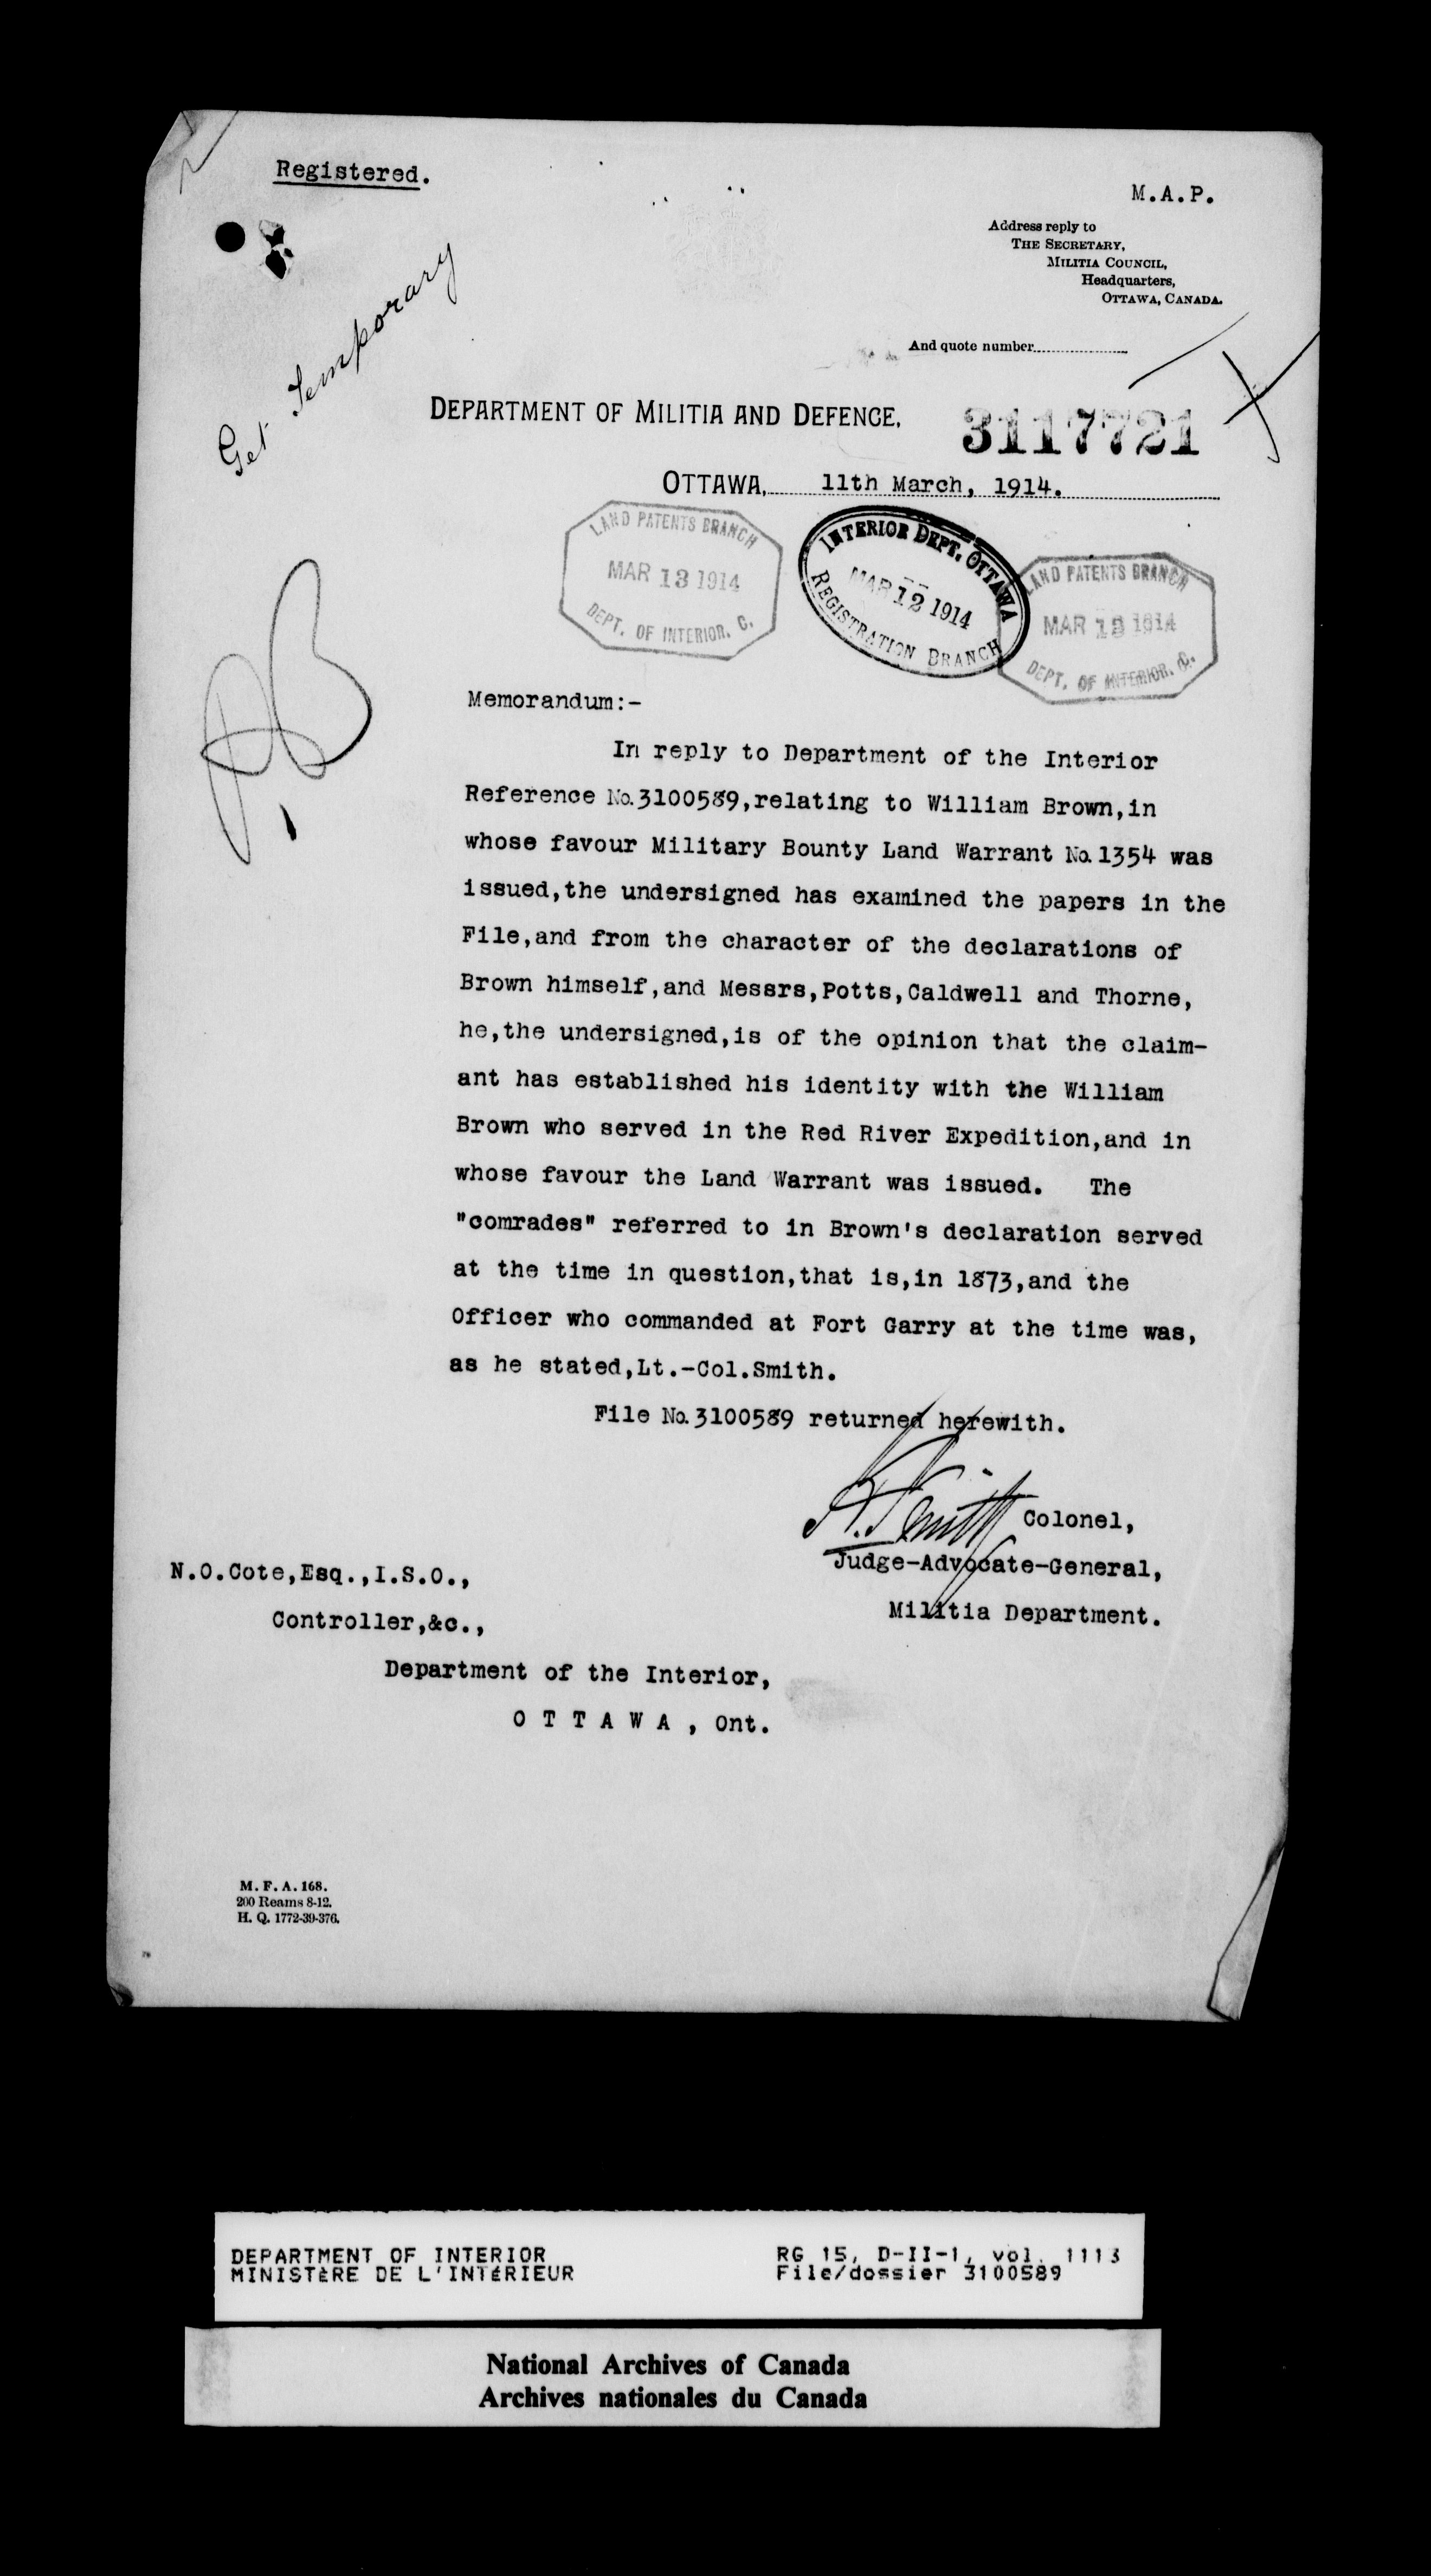 Registered.
M.A.P.
Address reply to
THE SECRETARY,
MILITIA COUNCIL,
Headquarters,
OTTAWA, CANADA.
Get Temporary
And quote number
DEPARTMENT OF MILITIA AND DEFENCE.
3117721
OTTAWA, 11th March, 1914.
LAND PATENTS BRANCH
MAR 13 1914
DEPT. OF INTERIOR. C.
INTERIOR DEPT. OTTAWA
MAR 12 1914
REGISTRATION BRANCH
LAND PATENTS BRANCH
MAR 13 1914
DEPT. OF INTERIOR. C.
Memorandum:-
In reply to Department of the Interior
Reference No.3100589,relating to William Brown,in
whose favour Military Bounty Land Warrant No.1354 was
issued,the undersigned has examined the papers in the
File,and from the character of the declarations of
Brown himself,and Messrs,Potts,Caldwell and Thorne,
he,the undersigned,is of the opinion that the claim-
ant has established his identity with the William
Brown who served in the Red River Expedition,and in
whose favour the Land Warrant was issued. The
"comrades" referred to in Brown's declaration served
at the time in question,that is,in 1873,and the
Officer who commanded at Fort Garry at the time was,
as he stated,Lt.-Col.Smith.
File No.3100589 returned herewith.
Smith Colonel,
Judge-Advocate-General,
Militia Department.
N.O.Cote,Esq.,I.S.O.,
Controller,&c.,
Department of the Interior,
O T T A W A , Ont.
M. F. A. 168.
200 Reams 8-12.
H. Q. 1772-39-376.
DEPARTMENT OF INTERIOR
MINISTÈRE DE L'INTÉRIEUR
RG 15, D-II-1, vol. 1113
File/dossier 3100589
National Archives of Canada
Archives nationales du Canada